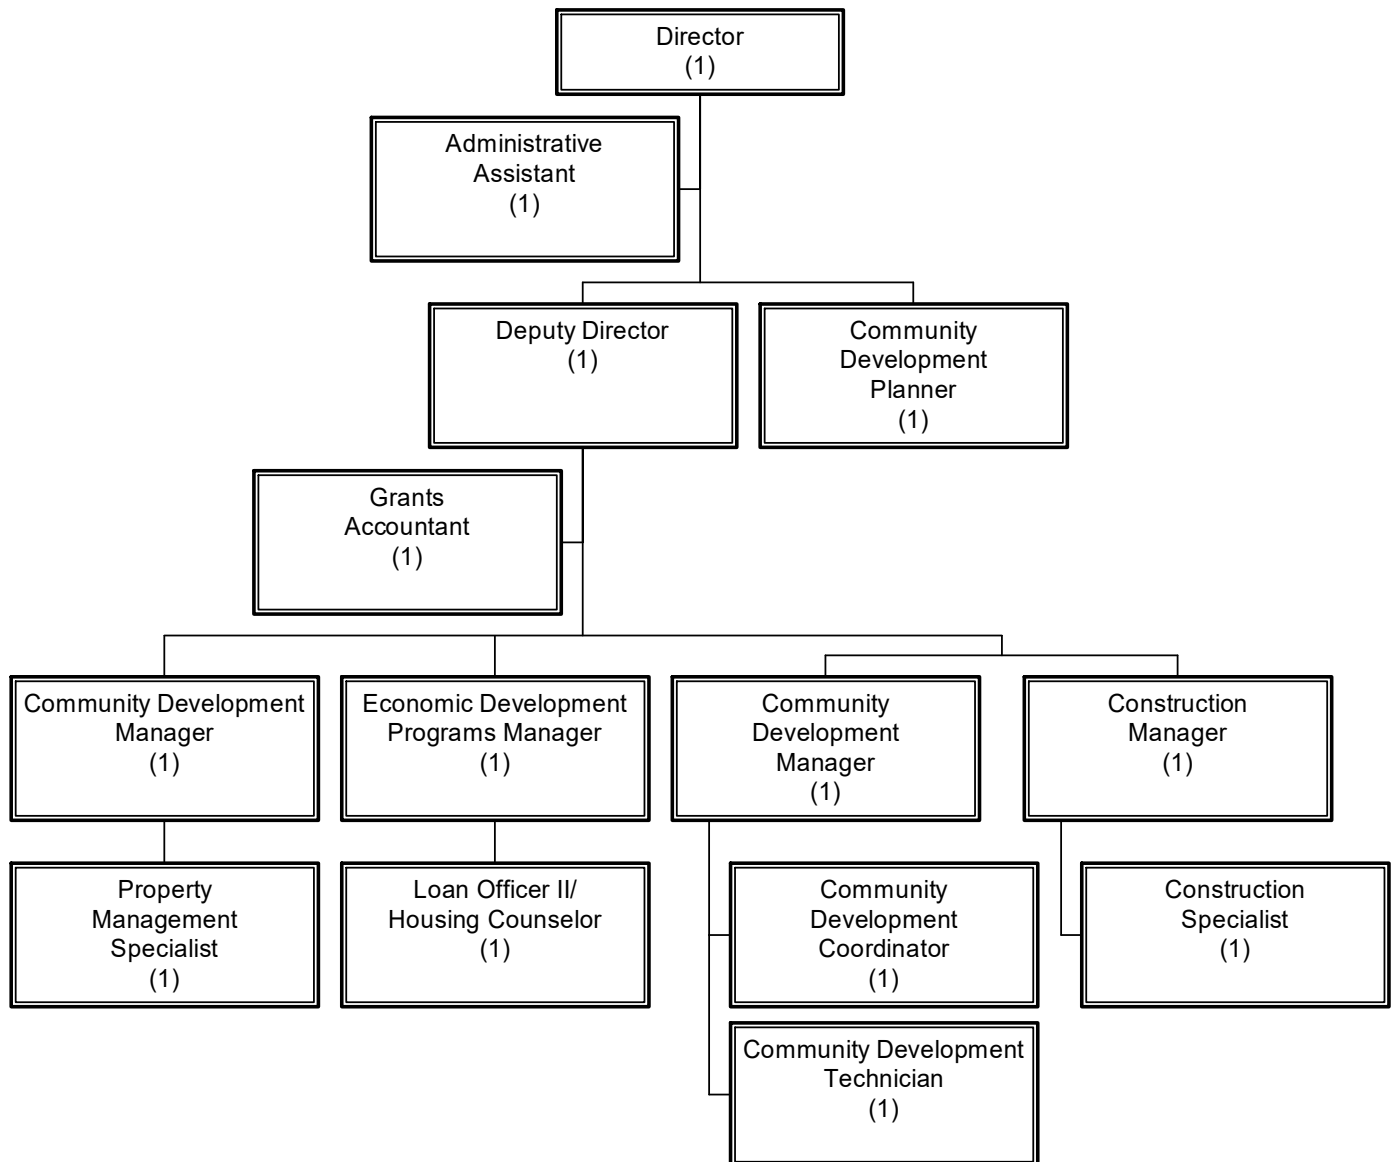 Director
(1)
Administrative
Assistant
(1)
Deputy Director
(1)
Community
Development
Planner
(1)
Grants
Accountant
(1)
Community Development
Manager
(1)
Economic Development
Programs Manager
(1)
Community
Development
Manager
(1)
Construction
Manager
(1)
Property
Management
Specialist
(1)
Loan Officer II/
Housing Counselor
(1)
Community
Development
Coordinator
(1)
Construction
Specialist
(1)
Community Development
Technician
(1)